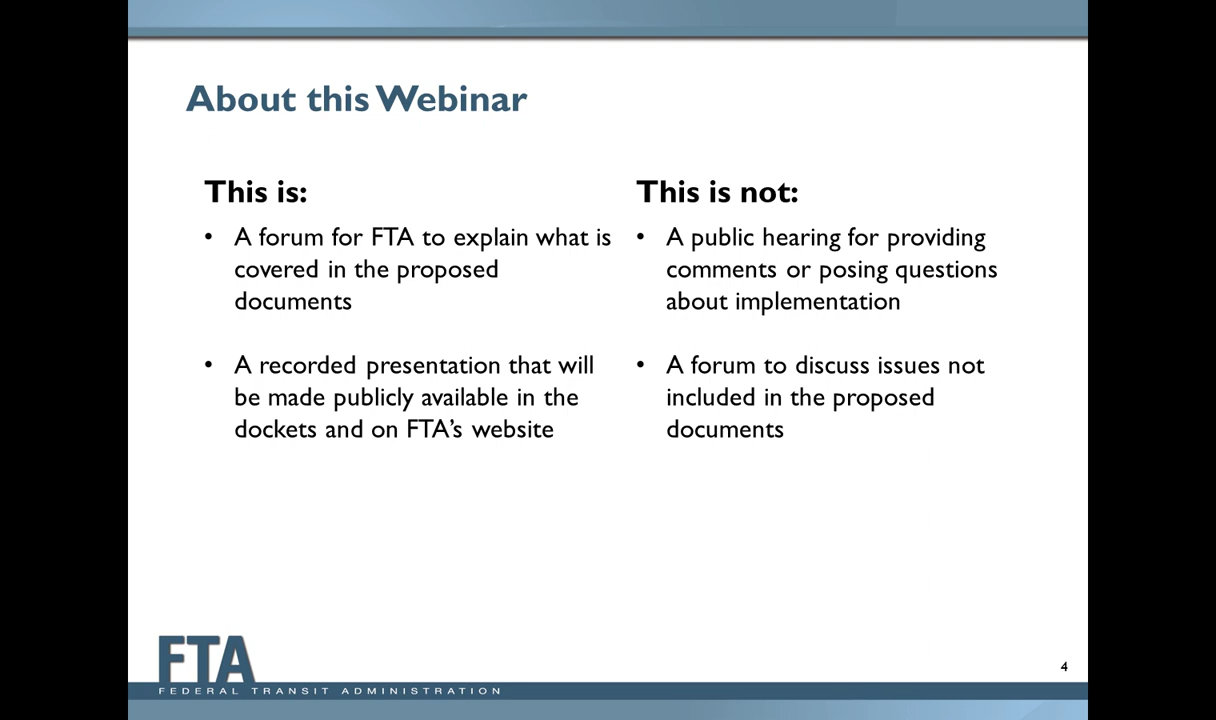 About this Webinar
This is:
• A forum for FTA to explain what is
covered in the proposed
documents
• A recorded presentation that will
be made publicly available in the
dockets and on FTA’s website
This is not:
• A public hearing for providing
comments or posing questions
about implementation
• A forum to discuss issues not
included in the proposed
documents
FTA
FEDERAL TRANSIT ADMINISTRATION
4